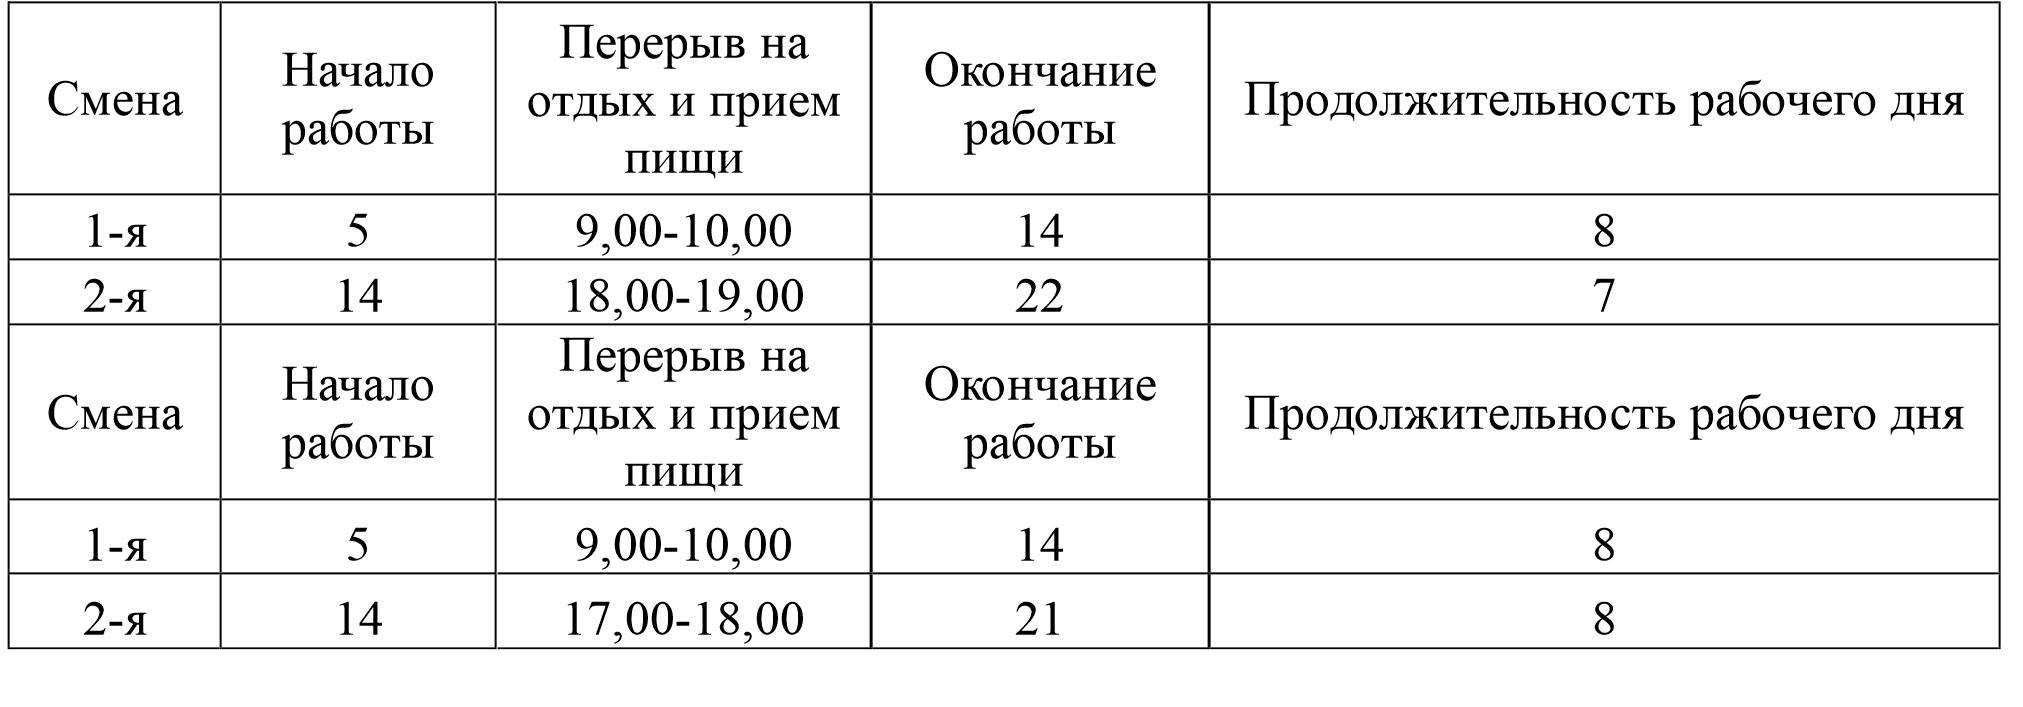 Смена Начало работы Перерыв на отдых и прием пищи Окончание работы Продолжительность рабочего дня
1-я 5 9,00-10,00 14 8
2-я 14 18,00-19,00 22 7
Смена Начало работы Перерыв на отдых и прием пищи Окончание работы Продолжительность рабочего дня
1-я 5 9,00-10,00 14 8
2-я 14 17,00-18,00 21 8